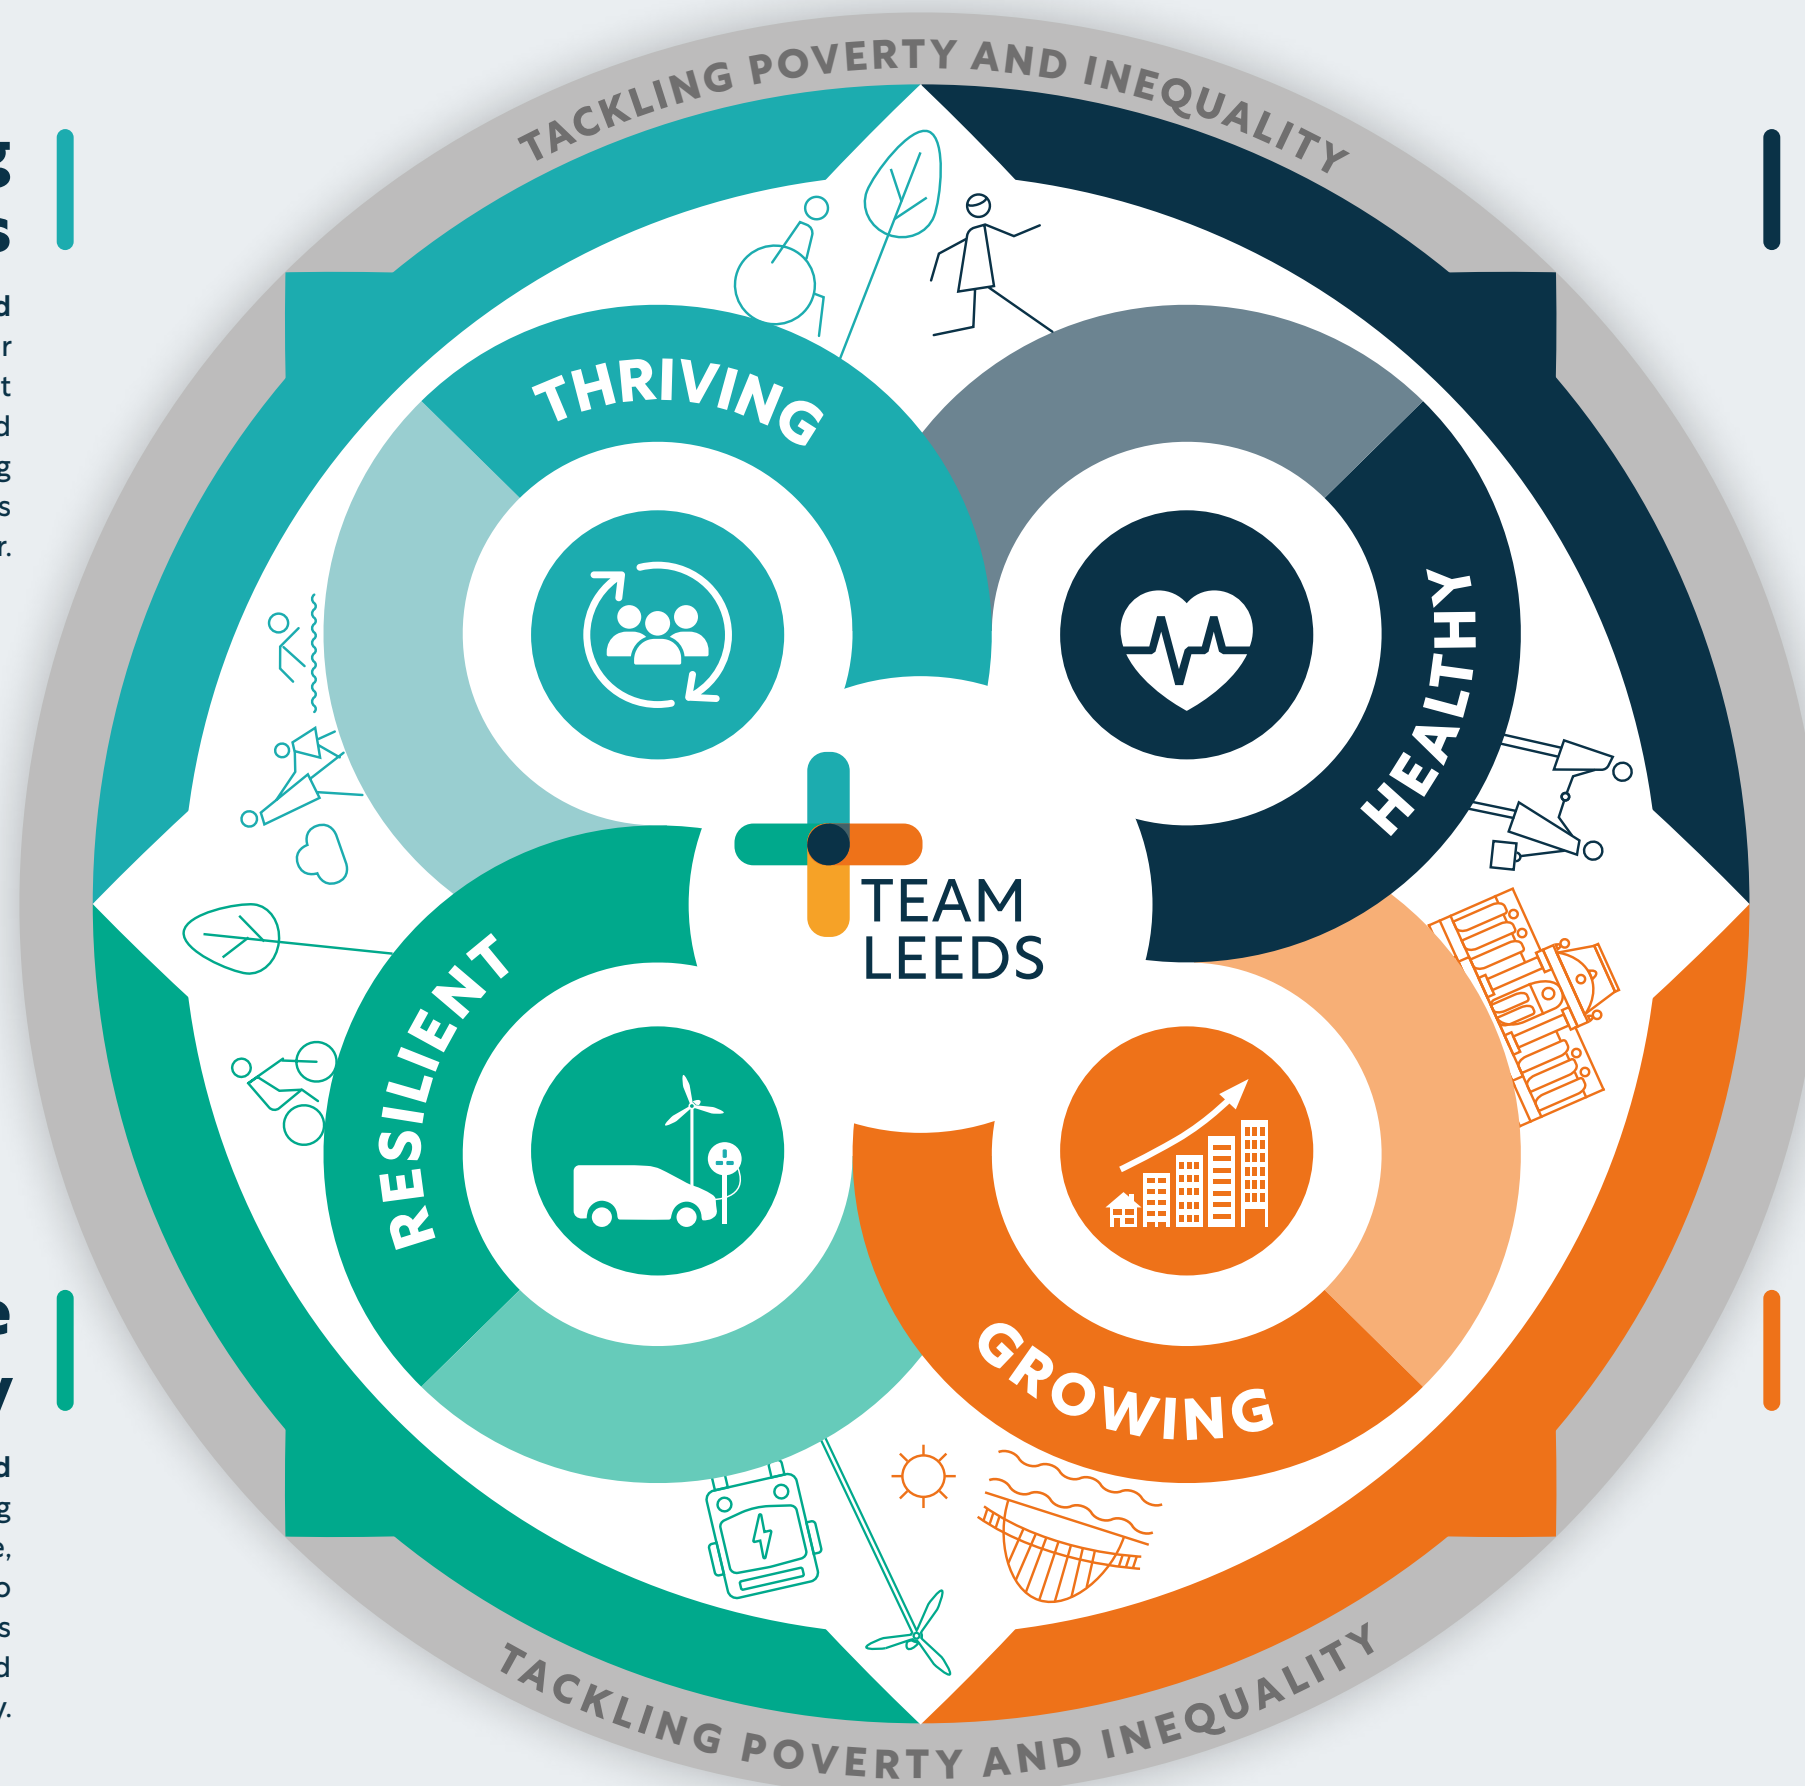 TACKLING POVERTY AND INEQUALITY
THRIVING
HEALTHY
TEAM
LEEDS
RESILIENT
GROWING
TACKLING POVERTY AND INEQUALITY